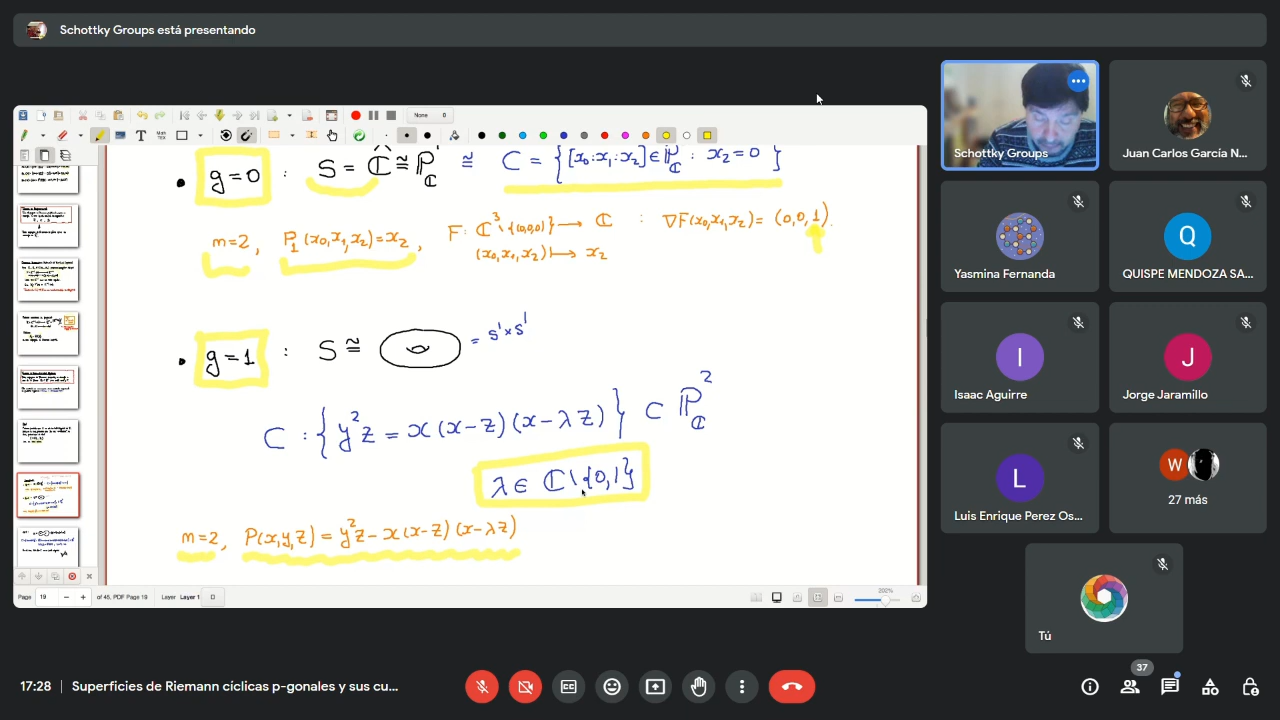 Schottky Groups está presentando
None 0
g=0 : S = Ĉ ≅ ℙ¹_ℂ ≅ C = {[x₀:x₁:x₂] ∈ ℙ_ℂ : x₂=0}
m=2, P₁(x₀,x₁,x₂)=x₂, F: ℂ³\{(0,0,0)} ⟶ ℂ : ∇F(x₀,x₁,x₂) = (0,0,1).
(x₀,x₁,x₂) ⟼ x₂
g=1 : S ≅ = S¹×S¹
C : {y²z = x(x-z)(x-λz)} ⊂ ℙ²_ℂ
λ ∈ ℂ\{0,1}
m=2, P(x,y,z) = y²z - x(x-z)(x-λz)
Page 19 of 45, PDF Page 19 Layer Layer 1 D
202%
Schottky Groups
Juan Carlos García N...
Yasmina Fernanda
Q
QUISPE MENDOZA SA...
I
Isaac Aguirre
J
Jorge Jaramillo
L
Luis Enrique Perez Os...
W
27 más
Tú
17:28 | Superficies de Riemann cíclicas p-gonales y sus cu...
37